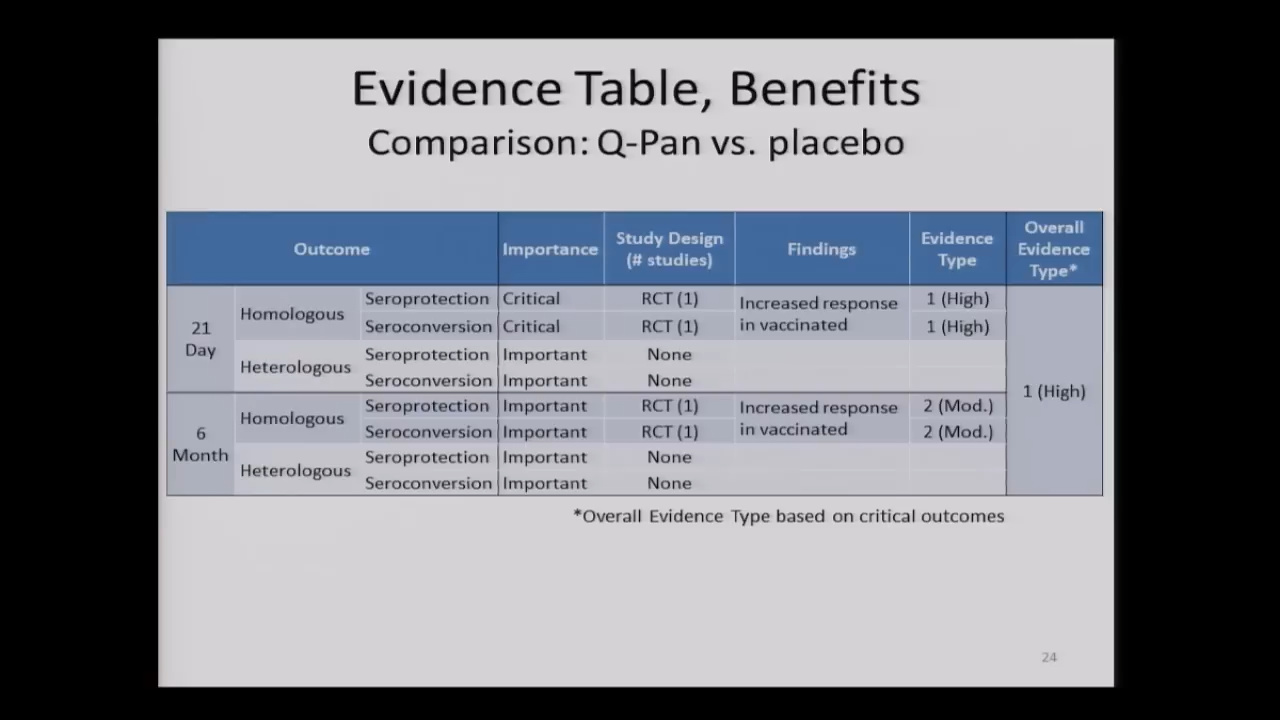 Evidence Table, Benefits
Comparison: Q-Pan vs. placebo
Outcome Importance Study Design (# studies) Findings Evidence Type Overall Evidence Type*
21 Day Homologous Seroprotection Critical RCT (1) Increased response in vaccinated 1 (High) 1 (High)
Seroconversion Critical RCT (1) 1 (High)
Heterologous Seroprotection Important None
Seroconversion Important None
6 Month Homologous Seroprotection Important RCT (1) Increased response in vaccinated 2 (Mod.)
Seroconversion Important RCT (1) 2 (Mod.)
Heterologous Seroprotection Important None
Seroconversion Important None
*Overall Evidence Type based on critical outcomes
24